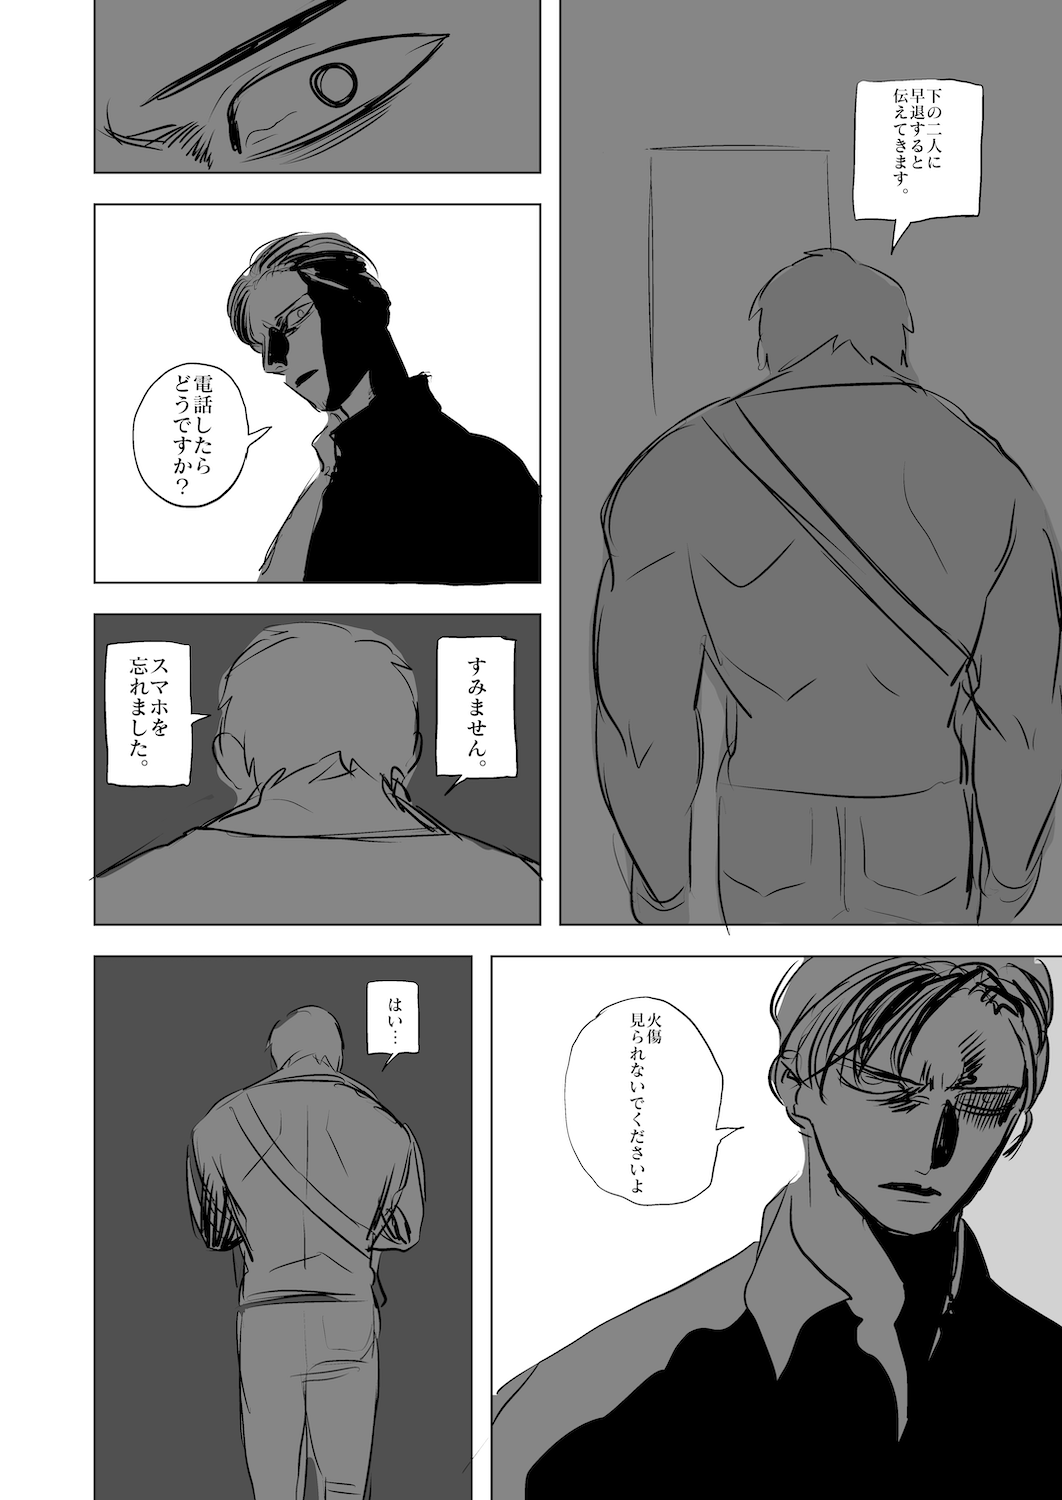 下の二人に
早退すると
伝えてきます。
電話したら
どうですか？
すみません。
スマホを
忘れました。
火傷
見られないでくださいよ
はい…